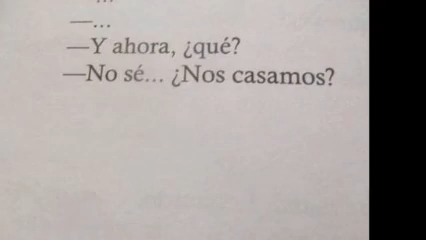 ...
—...
—Y ahora, ¿qué?
—No sé... ¿Nos casamos?